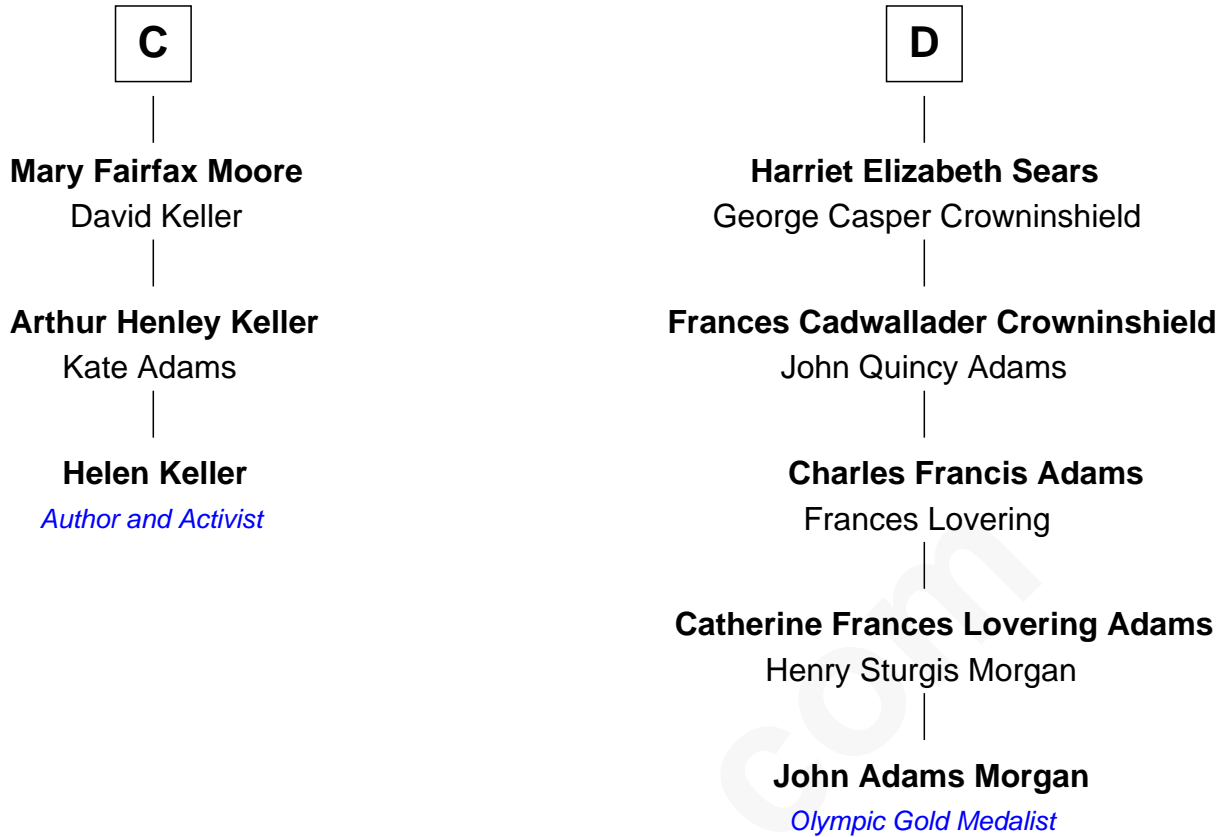 C
Mary Fairfax Moore
David Keller
Arthur Henley Keller
Kate Adams
Helen Keller
Author and Activist
D
Harriet Elizabeth Sears
George Casper Crowninshield
Frances Cadwallader Crowninshield
John Quincy Adams
Charles Francis Adams
Frances Lovering
Catherine Frances Lovering Adams
Henry Sturgis Morgan
John Adams Morgan
Olympic Gold Medalist
com